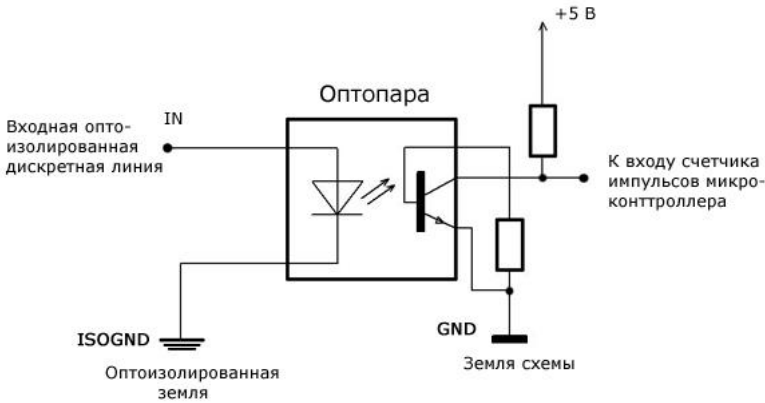 +5 В
Оптопара
IN
Входная опто-
изолированная
дискретная линия
К входу счетчика
импульсов микро-
конттроллера
ISOGND
GND
Оптоизолированная
земля
Земля схемы